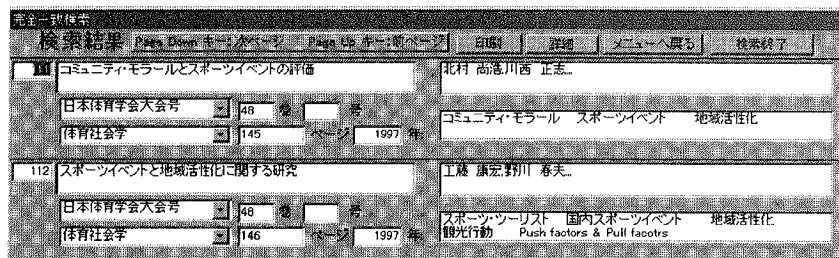 完全一致検索
検索結果 Page Down キー:次ページ Page Up キー:前ページ 印刷 詳細 メニューへ戻る 検索終了
111 コミュニティ・モラールとスポーツイベントの評価 北村 尚浩,川西 正志...
日本体育学会大会号 48 巻 号
コミュニティ・モラール スポーツイベント 地域活性化
体育社会学 145 ページ 1997 年
112 スポーツイベントと地域活性化に関する研究 工藤 康宏,野川 春夫...
日本体育学会大会号 48 巻 号
スポーツ・ツーリスト 国内スポーツイベント 地域活性化
体育社会学 146 ページ 1997 年 観光行動 Push factors & Pull facotrs